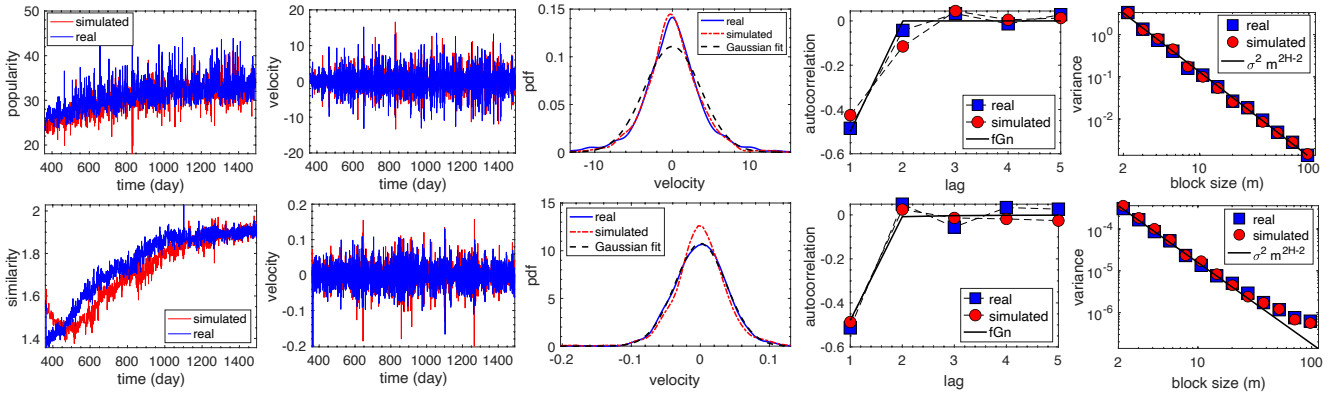 50
40
30
20
popularity
simulated
real
400 600 800 1000 1200 1400
time (day)
20
10
0
-10
-20
velocity
400 600 800 1000 1200 1400
time (day)
0.15
0.1
0.05
0
pdf
real
simulated
Gaussian fit
-10 0 10
velocity
0
-0.2
-0.4
-0.6
autocorrelation
real
simulated
fGn
1 2 3 4 5
lag
10^0
10^-1
10^-2
variance
real
simulated
σ² m^2H-2
2 10 100
block size (m)
2
1.8
1.6
1.4
similarity
simulated
real
400 600 800 1000 1200 1400
time (day)
0.2
0.1
0
-0.1
-0.2
velocity
400 600 800 1000 1200 1400
time (day)
15
10
5
0
pdf
real
simulated
Gaussian fit
-0.2 -0.1 0 0.1
velocity
0
-0.2
-0.4
-0.6
autocorrelation
real
simulated
fGn
1 2 3 4 5
lag
10^-4
10^-5
10^-6
variance
real
simulated
σ² m^2H-2
2 10 100
block size (m)